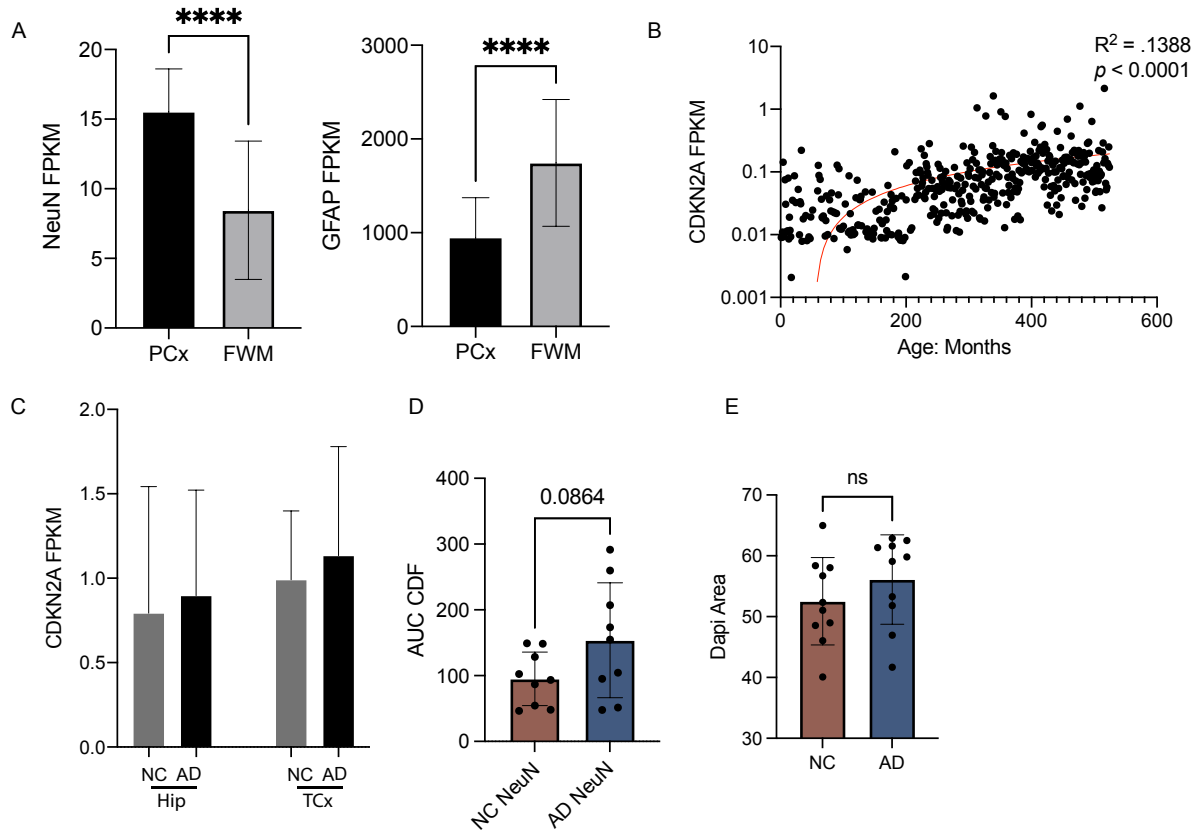 A
****
NeuN FPKM
20
15
10
5
0
PCx FWM
****
GFAP FPKM
3000
2000
1000
0
PCx FWM
B
R² = .1388
p < 0.0001
CDKN2A FPKM
10
1
0.1
0.01
0.001
0 200 400 600
Age: Months
C
CDKN2A FPKM
2.0
1.5
1.0
0.5
0.0
NC AD NC AD
Hip TCx
D
0.0864
AUC CDF
400
300
200
100
0
NC NeuN
AD NeuN
E
ns
Dapi Area
70
60
50
40
30
NC AD